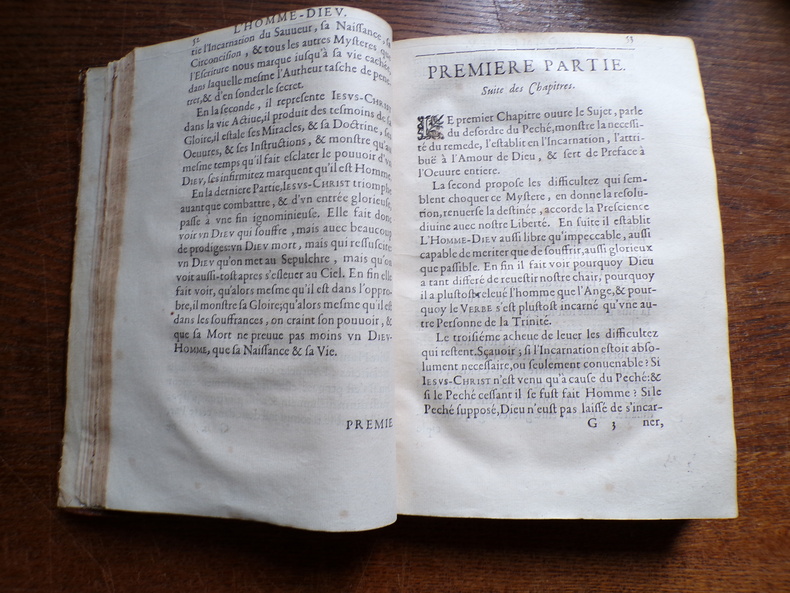 52
L'HOMME-DIEV.
tie l'Incarnation du Sauueur, sa Naissance, sa
Circoncision, & tous les autres Mysteres que
l'Escriture nous marque iusqu'à sa vie cachée,
dans laquelle mesme l'Autheur tasche de pene-
trer, & d'en sonder le secret.
En la seconde, il represente IESVS-CHRIST
dans la vie Actiue, il produit des tesmoins de sa
Gloire, il estale ses Miracles, & sa Doctrine, ses
Oeuures, & ses Instructions, & monstre qu'au
mesme temps qu'il fait esclater le pouuoir d'vn
DIEV, ses infirmitez marquent qu'il est Homme.
En la derniere Partie, IESVS-CHRIST triomphe
auant que combattre, & d'vn entrée glorieuse
passe à vne fin ignominieuse. Elle fait donc
voir vn DIEV qui souffre, mais auec beaucoup
de prodiges: vn DIEV mort, mais qui ressuscite:
vn DIEV qu'on met au Sepulchre, mais qu'on
voit aussi-tost apres s'esleuer au Ciel. En fin elle
fait voir, qu'alors mesme qu'il est dans l'oppro-
bre, il monstre sa Gloire; qu'alors mesme qu'il est
dans les souffrances, on craint son pouuoir, &
que sa Mort ne preuue pas moins vn DIEV-
HOMME, que sa Naissance & sa Vie.
PREMIE
53
PREMIERE PARTIE.
Suite des Chapitres.
LE premier Chapitre ouure le Sujet, parle
du desordre du Peché, monstre la necessi-
té du remede, l'establit en l'Incarnation, l'attri-
buë à l'Amour de Dieu, & sert de Preface à
l'Oeuure entiere.
La second propose les difficultez qui sem-
blent choquer ce Mystere, en donne la resolu-
tion, renuerse la destinée, accorde la Prescience
diuine auec nostre Liberté. En suite il establit
L'HOMME-DIEV aussi libre qu'impeccable, aussi
capable de meriter que de souffrir, aussi glorieux
que passible. En fin il fait voir pourquoy Dieu
a tant differé de reuestir nostre chair, pourquoy
il a plustost releué l'homme que l'Ange, & pour-
quoy le VERBE s'est plustost incarné qu'vne au-
tre Personne de la Trinité.
Le troisiéme acheue de leuer les difficultez
qui restent. Sçauoir; si l'Incarnation estoit abso-
lument necessaire, ou seulement conuenable? Si
IESVS-CHRIST n'est venu qu'à cause du Peché: &
si le Peché cessant il se fust fait Homme? Si le
Peché supposé, Dieu n'eust pas laissé de s'incar-
G 3 ner,